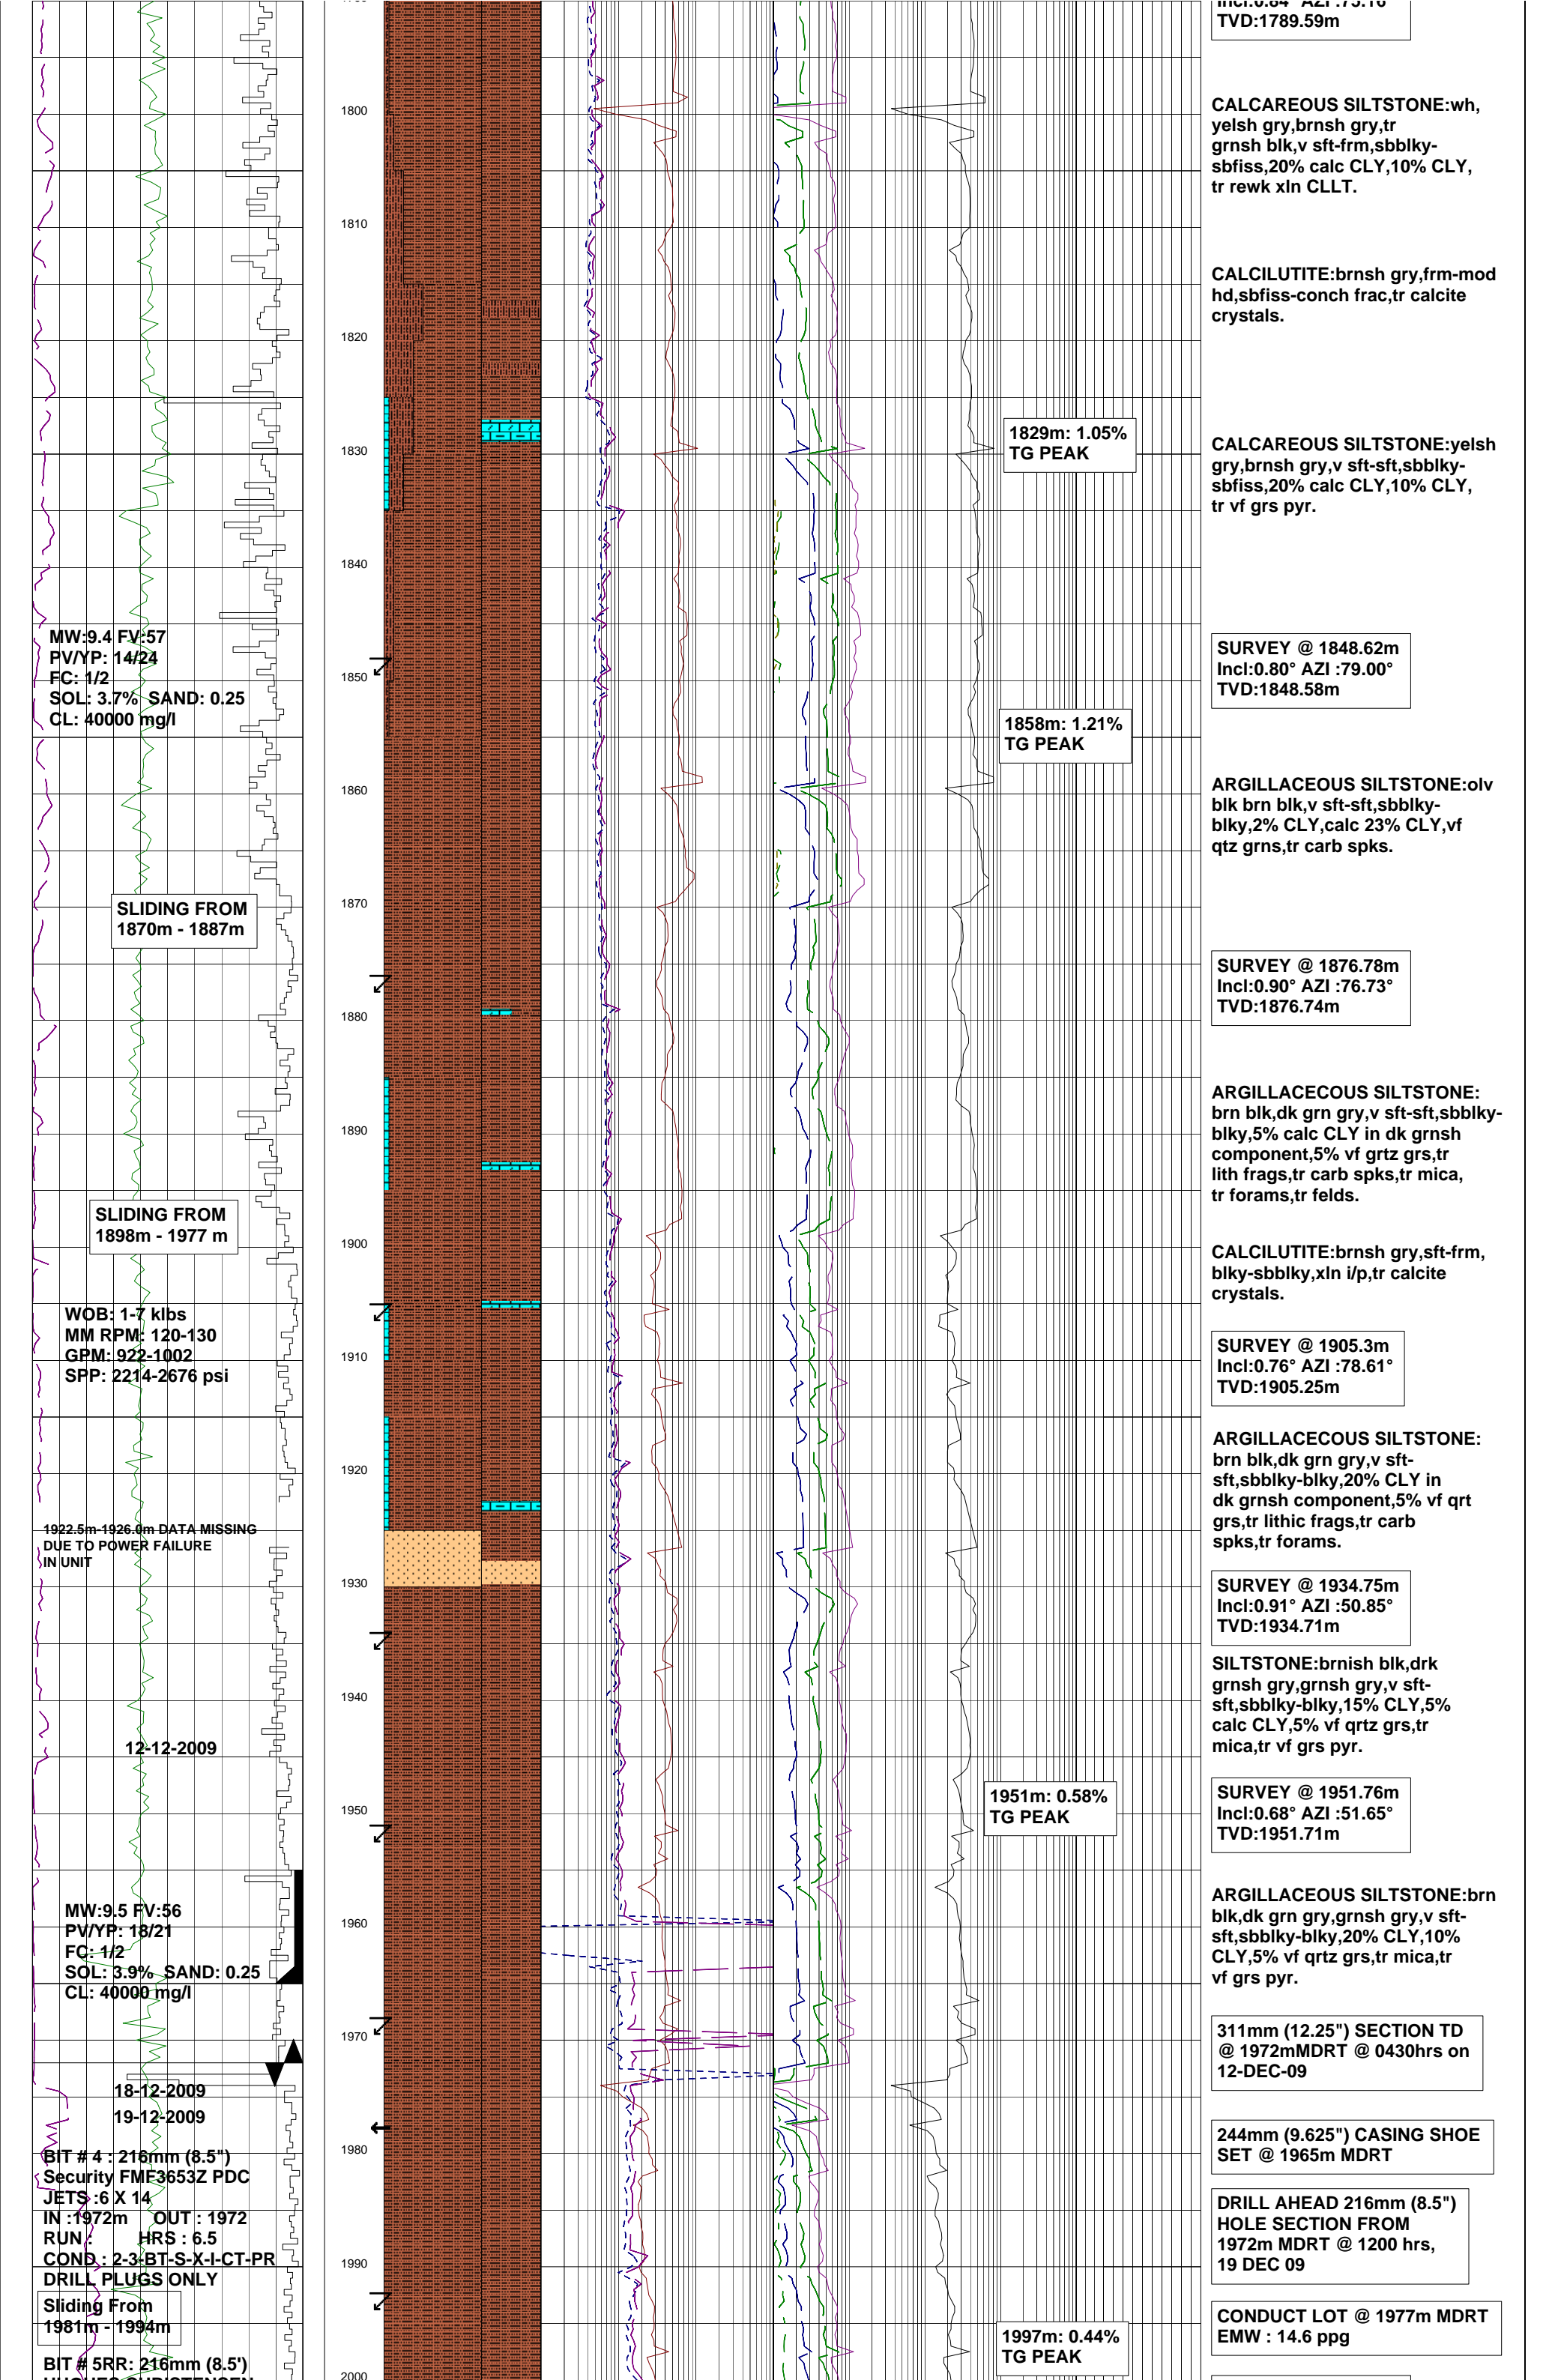 MW:9.4 FV:57
PV/YP: 14/24
FC: 1/2
SOL: 3.7%  SAND: 0.25
CL: 40000 mg/l
SLIDING FROM
1870m - 1887m
SLIDING FROM
1898m - 1977 m
WOB: 1-7 klbs
MM RPM: 120-130
GPM: 922-1002
SPP: 2214-2676 psi
1922.5m-1926.0m DATA MISSING
DUE TO POWER FAILURE
IN UNIT
12-12-2009
MW:9.5 FV:56
PV/YP: 18/21
FC: 1/2
SOL: 3.9%  SAND: 0.25
CL: 40000 mg/l
18-12-2009
19-12-2009
BIT # 4 : 216mm (8.5")
Security FMF3653Z PDC
JETS :6 X 14
IN :1972m    OUT : 1972
RUN :       HRS : 6.5
COND : 2-3-BT-S-X-I-CT-PR
DRILL PLUGS ONLY
Sliding From
1981m - 1994m
BIT # 5RR: 216mm (8.5')
1800
1810
1820
1830
1840
1850
1860
1870
1880
1890
1900
1910
1920
1930
1940
1950
1960
1970
1980
1990
2000
1829m: 1.05%
TG PEAK
1858m: 1.21%
TG PEAK
1951m: 0.58%
TG PEAK
1997m: 0.44%
TG PEAK
TVD:1789.59m
CALCAREOUS SILTSTONE:wh,
yelsh gry,brnsh gry,tr
grnsh blk,v sft-frm,sbblky-
sbfiss,20% calc CLY,10% CLY,
tr rewk xln CLLT.
CALCILUTITE:brnsh gry,frm-mod
hd,sbfiss-conch frac,tr calcite
crystals.
CALCAREOUS SILTSTONE:yelsh
gry,brnsh gry,v sft-sft,sbblky-
sbfiss,20% calc CLY,10% CLY,
tr vf grs pyr.
SURVEY @ 1848.62m
Incl:0.80° AZI :79.00°
TVD:1848.58m
ARGILLACEOUS SILTSTONE:olv
blk brn blk,v sft-sft,sbblky-
blky,2% CLY,calc 23% CLY,vf
qtz grns,tr carb spks.
SURVEY @ 1876.78m
Incl:0.90° AZI :76.73°
TVD:1876.74m
ARGILLACECOUS SILTSTONE:
brn blk,dk grn gry,v sft-sft,sbblky-
blky,5% calc CLY in dk grnsh
component,5% vf grtz grs,tr
lith frags,tr carb spks,tr mica,
tr forams,tr felds.
CALCILUTITE:brnsh gry,sft-frm,
blky-sbblky,xln i/p,tr calcite
crystals.
SURVEY @ 1905.3m
Incl:0.76° AZI :78.61°
TVD:1905.25m
ARGILLACECOUS SILTSTONE:
brn blk,dk grn gry,v sft-
sft,sbblky-blky,20% CLY in
dk grnsh component,5% vf qrt
grs,tr lithic frags,tr carb
spks,tr forams.
SURVEY @ 1934.75m
Incl:0.91° AZI :50.85°
TVD:1934.71m
SILTSTONE:brnish blk,drk
grnsh gry,grnsh gry,v sft-
sft,sbblky-blky,15% CLY,5%
calc CLY,5% vf qrtz grs,tr
mica,tr vf grs pyr.
SURVEY @ 1951.76m
Incl:0.68° AZI :51.65°
TVD:1951.71m
ARGILLACEOUS SILTSTONE:brn
blk,dk grn gry,grnsh gry,v sft-
sft,sbblky-blky,20% CLY,10%
CLY,5% vf qrtz grs,tr mica,tr
vf grs pyr.
311mm (12.25") SECTION TD
@ 1972mMDRT @ 0430hrs on
12-DEC-09
244mm (9.625") CASING SHOE
SET @ 1965m MDRT
DRILL AHEAD 216mm (8.5")
HOLE SECTION FROM
1972m MDRT @ 1200 hrs,
19 DEC 09
CONDUCT LOT @ 1977m MDRT
EMW : 14.6 ppg